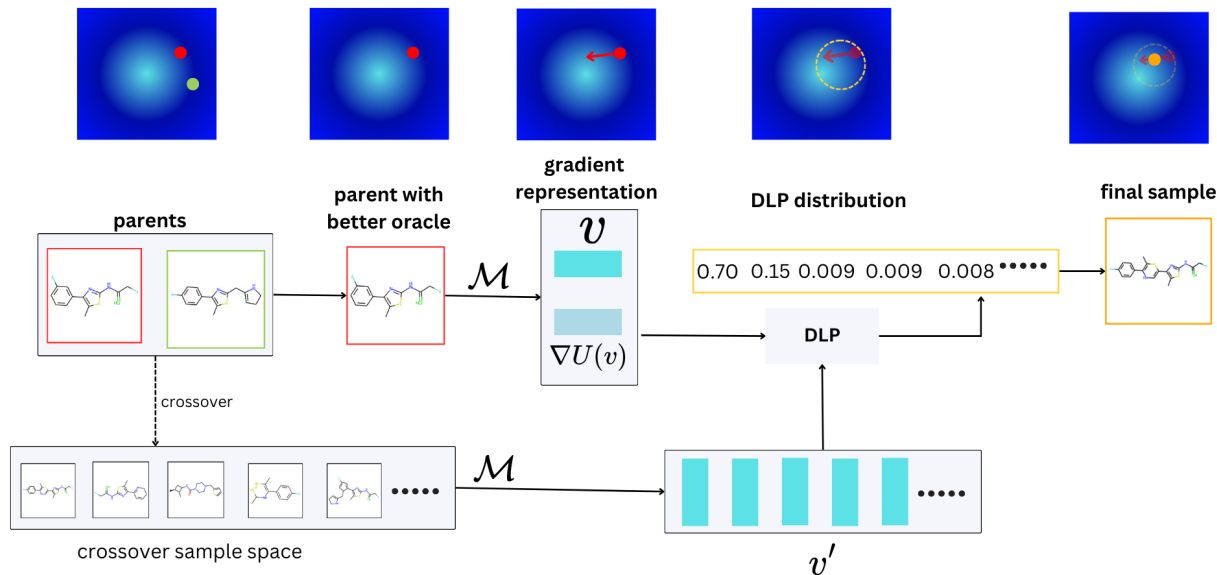 gradient
representation
parents
parent with
better oracle
DLP distribution
final sample
v
M
0.70 0.15 0.009 0.009 0.008 •••••
∇U(v)
DLP
crossover
M
•••••
•••••
crossover sample space
v′